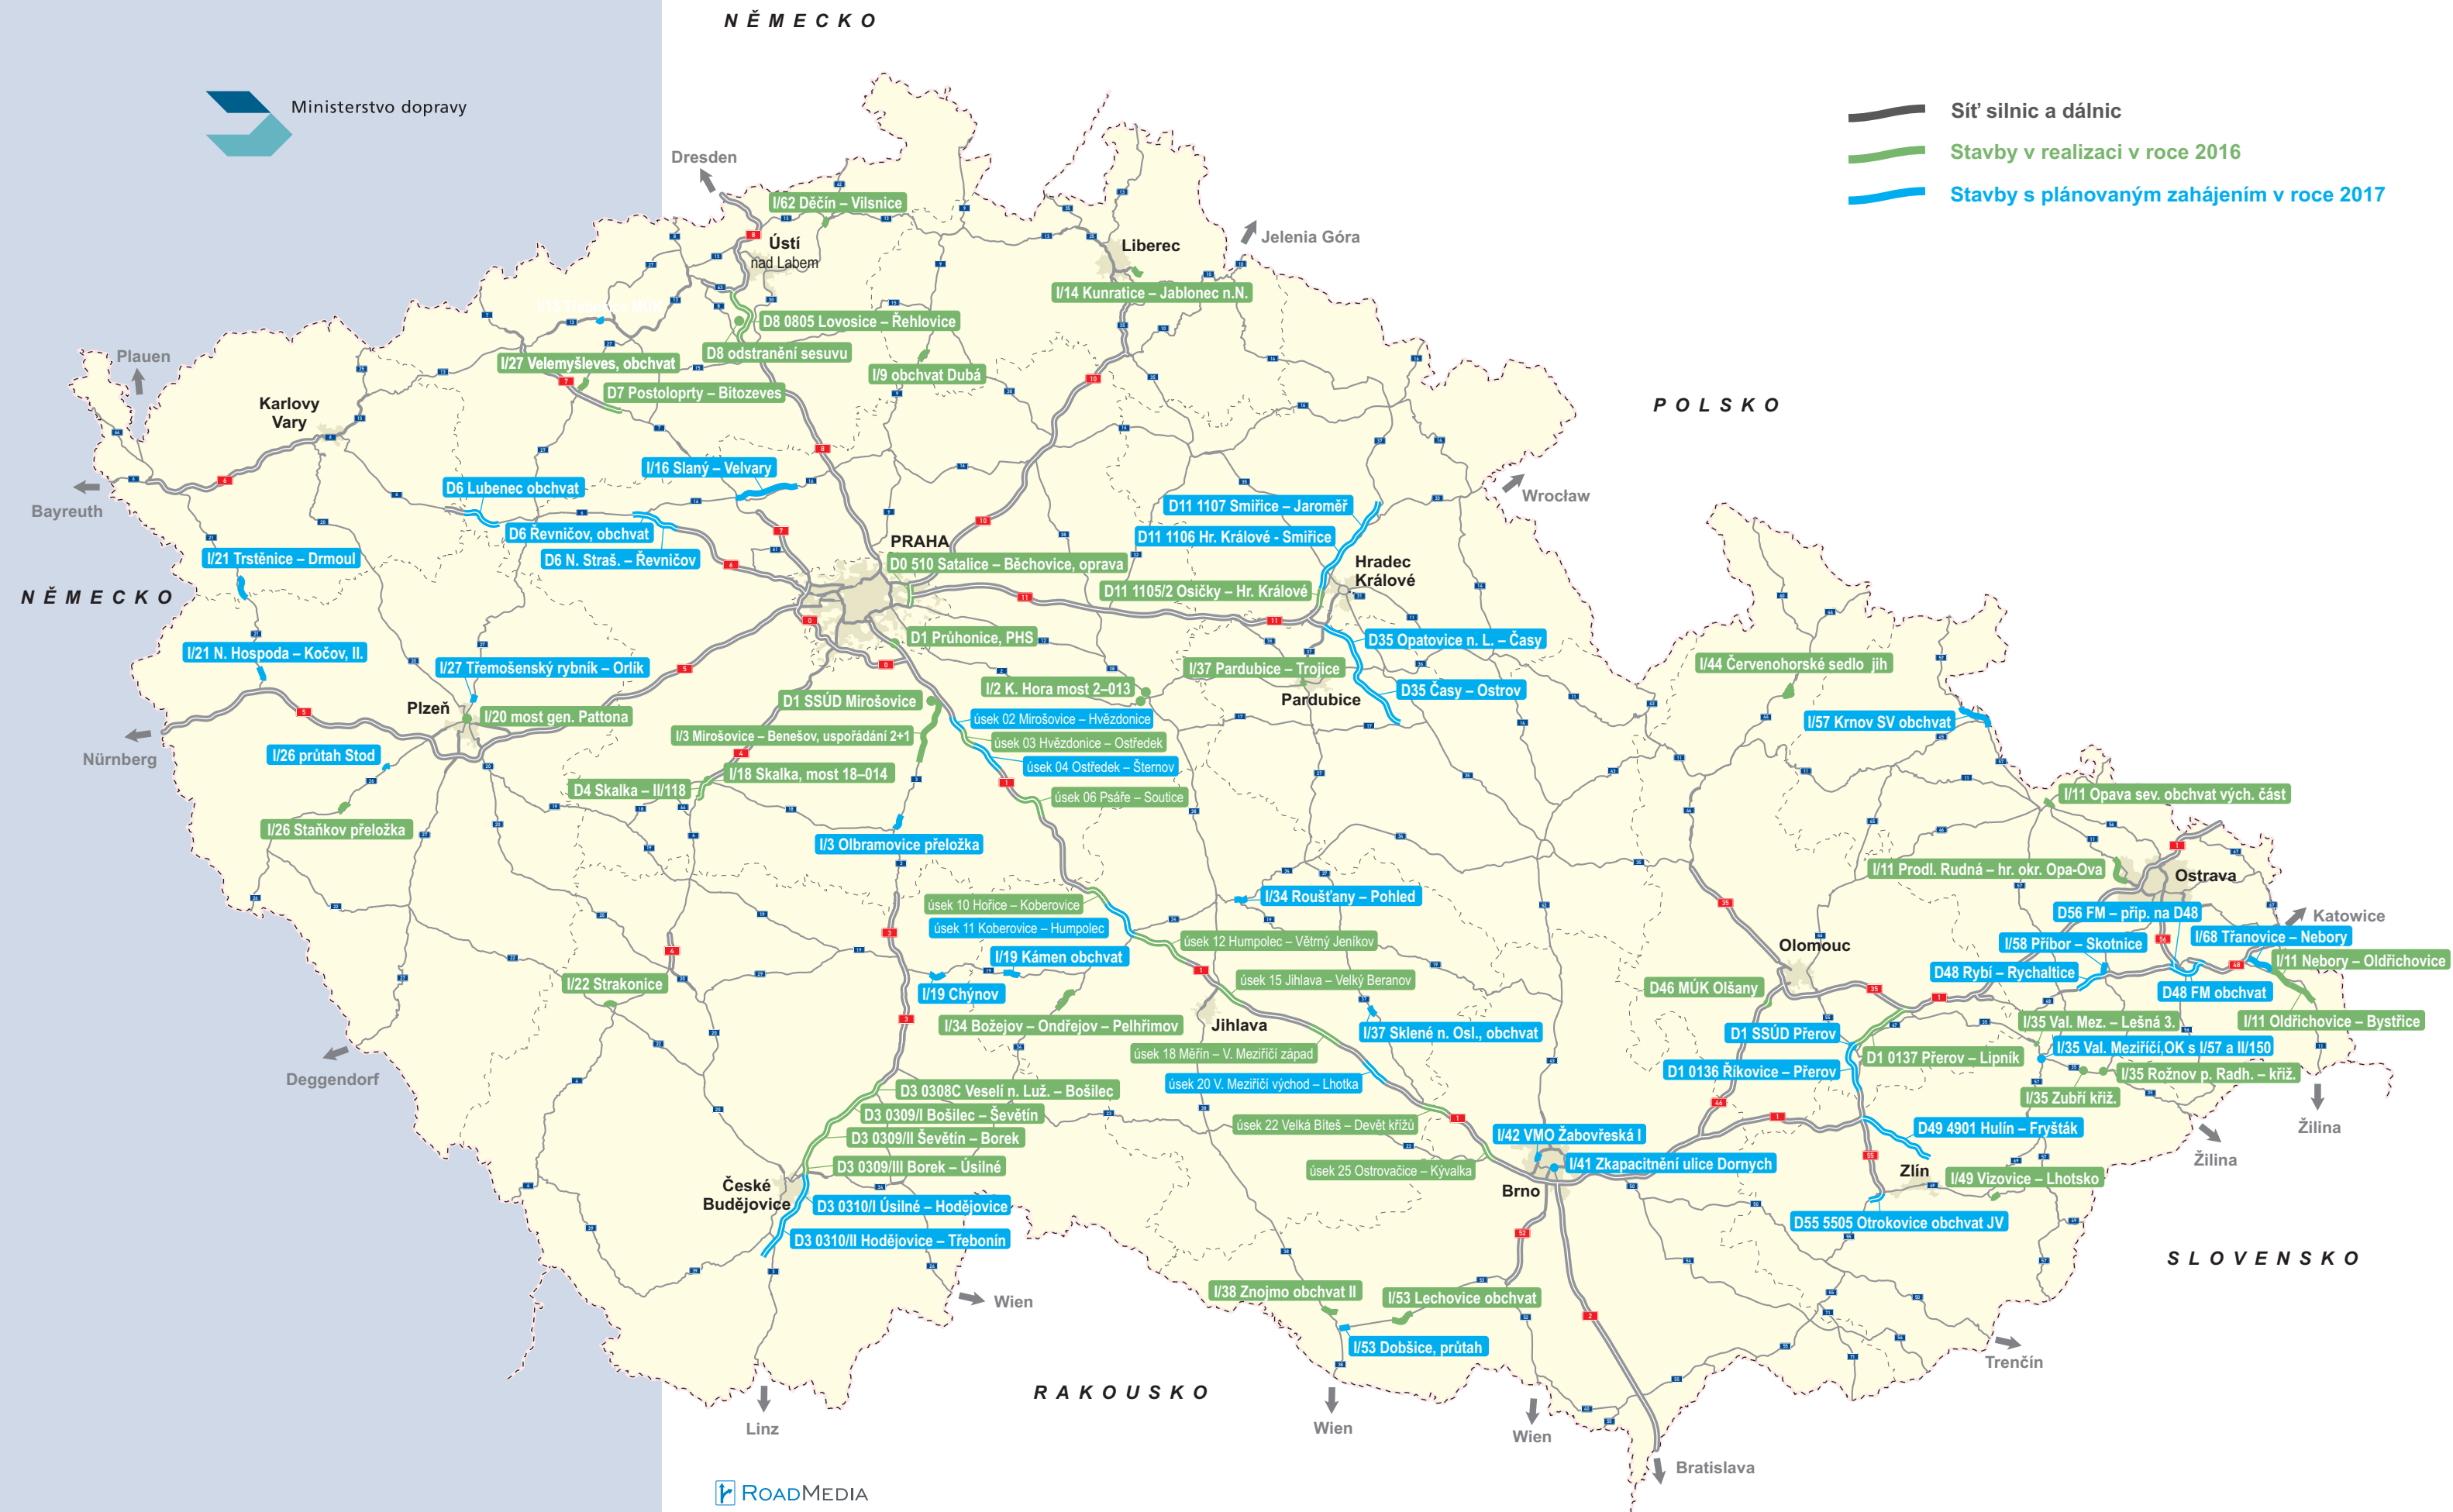 NĚMECKO
Ministerstvo dopravy
Síť silnic a dálnic
Stavby v realizaci v roce 2016
Stavby s plánovaným zahájením v roce 2017
Dresden
I/62 Děčín – Vilsnice
Ústí
nad Labem
Liberec
Jelenia Góra
I/14 Kunratice – Jablonec n.N.
D8 0805 Lovosice – Řehlovice
D8 odstranění sesuvu
I/27 Velemyšleves, obchvat
I/9 obchvat Dubá
D7 Postoloprty – Bitozeves
Plauen
Karlovy
Vary
POLSKO
I/16 Slaný – Velvary
D6 Lubenec obchvat
Bayreuth
Wrocław
D11 1107 Smiřice – Jaroměř
D6 Řevničov, obchvat
D11 1106 Hr. Králové - Smiřice
D6 N. Straš. – Řevničov
PRAHA
I/21 Trstěnice – Drmoul
D0 510 Satalice – Běchovice, oprava
Hradec
Králové
D11 1105/2 Osičky – Hr. Králové
NĚMECKO
D1 Průhonice, PHS
D35 Opatovice n. L. – Časy
I/21 N. Hospoda – Kočov, II.
I/27 Třemošenský rybník – Orlík
I/37 Pardubice – Trojice
I/44 Červenohorské sedlo jih
I/2 K. Hora most 2–013
D35 Časy – Ostrov
Pardubice
D1 SSÚD Mirošovice
Plzeň
I/20 most gen. Pattona
úsek 02 Mirošovice – Hvězdonice
I/57 Krnov SV obchvat
I/3 Mirošovice – Benešov, uspořádání 2+1
úsek 03 Hvězdonice – Ostředek
Nürnberg
I/26 průtah Stod
úsek 04 Ostředek – Šternov
I/18 Skalka, most 18–014
D4 Skalka – II/118
úsek 06 Psáře – Soutice
I/11 Opava sev. obchvat vých. část
I/26 Staňkov přeložka
I/3 Olbramovice přeložka
I/11 Prodl. Rudná – hr. okr. Opa-Ova
Ostrava
I/34 Roušťany – Pohled
úsek 10 Hořice – Koberovice
D56 FM – přip. na D48
Katowice
úsek 11 Koberovice – Humpolec
úsek 12 Humpolec – Větrný Jeníkov
Olomouc
I/58 Příbor – Skotnice
I/68 Třanovice – Nebory
I/19 Kámen obchvat
I/11 Nebory – Oldřichovice
D48 Rybí – Rychaltice
úsek 15 Jihlava – Velký Beranov
I/22 Strakonice
I/19 Chýnov
D46 MÚK Olšany
D48 FM obchvat
I/34 Božejov – Ondřejov – Pelhřimov
Jihlava
I/37 Sklené n. Osl., obchvat
D1 SSÚD Přerov
I/35 Val. Mez. – Lešná 3.
I/11 Oldřichovice – Bystřice
úsek 18 Měřín – V. Meziříčí západ
D1 0137 Přerov – Lipník
I/35 Val. Meziříčí,OK s I/57 a II/150
Deggendorf
D1 0136 Říkovice – Přerov
I/35 Rožnov p. Radh. – křiž.
úsek 20 V. Meziříčí východ – Lhotka
D3 0308C Veselí n. Luž. – Bošilec
I/35 Zubří křiž.
D3 0309/I Bošilec – Ševětín
úsek 22 Velká Bíteš – Devět křížů
D49 4901 Hulín – Fryšták
Žilina
D3 0309/II Ševětín – Borek
I/42 VMO Žabovřeská I
D3 0309/III Borek – Úsilné
úsek 25 Ostrovačice – Kývalka
I/41 Zkapacitnění ulice Dornych
Zlín
Žilina
I/49 Vizovice – Lhotsko
České
Budějovice
Brno
D3 0310/I Úsilné – Hodějovice
D55 5505 Otrokovice obchvat JV
D3 0310/II Hodějovice – Třebonín
SLOVENSKO
I/38 Znojmo obchvat II
I/53 Lechovice obchvat
Wien
I/53 Dobšice, průtah
Trenčín
RAKOUSKO
Linz
Wien
Wien
Bratislava
ROADMEDIA